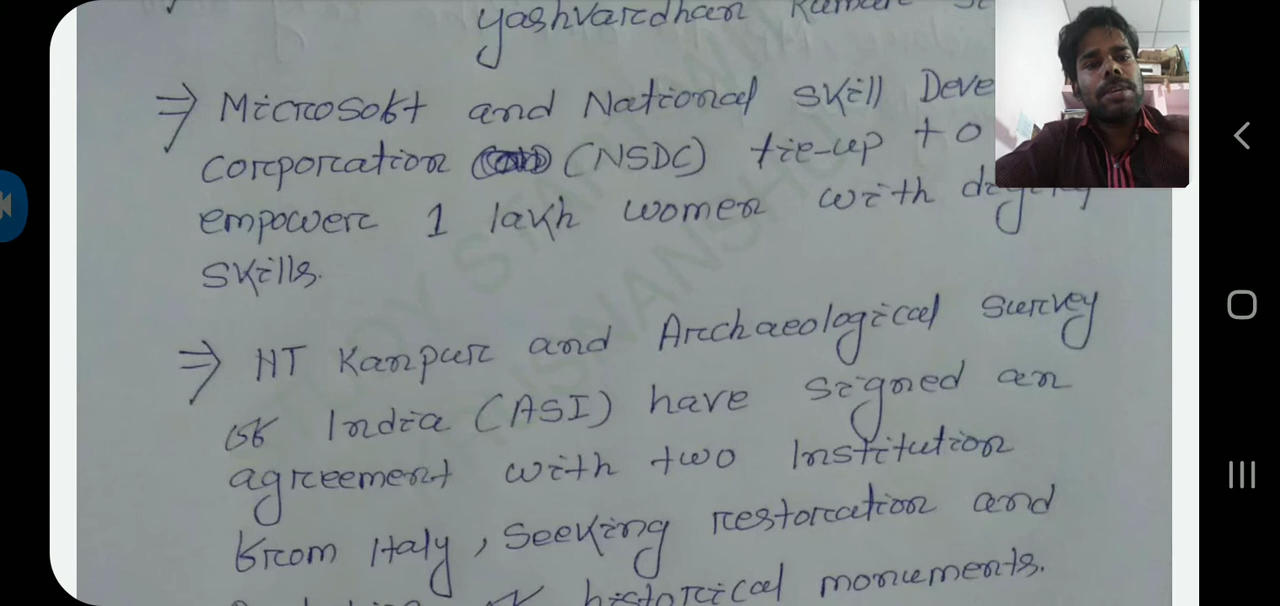 yashvardhan Kumar
⇒ Microsoft and National skill Deve
corporation (NSDC) tie-up to
empower 1 lakh women with
skills.
⇒ IIT Kanpur and Archaeological survey
of India (ASI) have signed an
agreement with two Institution
from Italy, seeking restoration and
historical monuments.